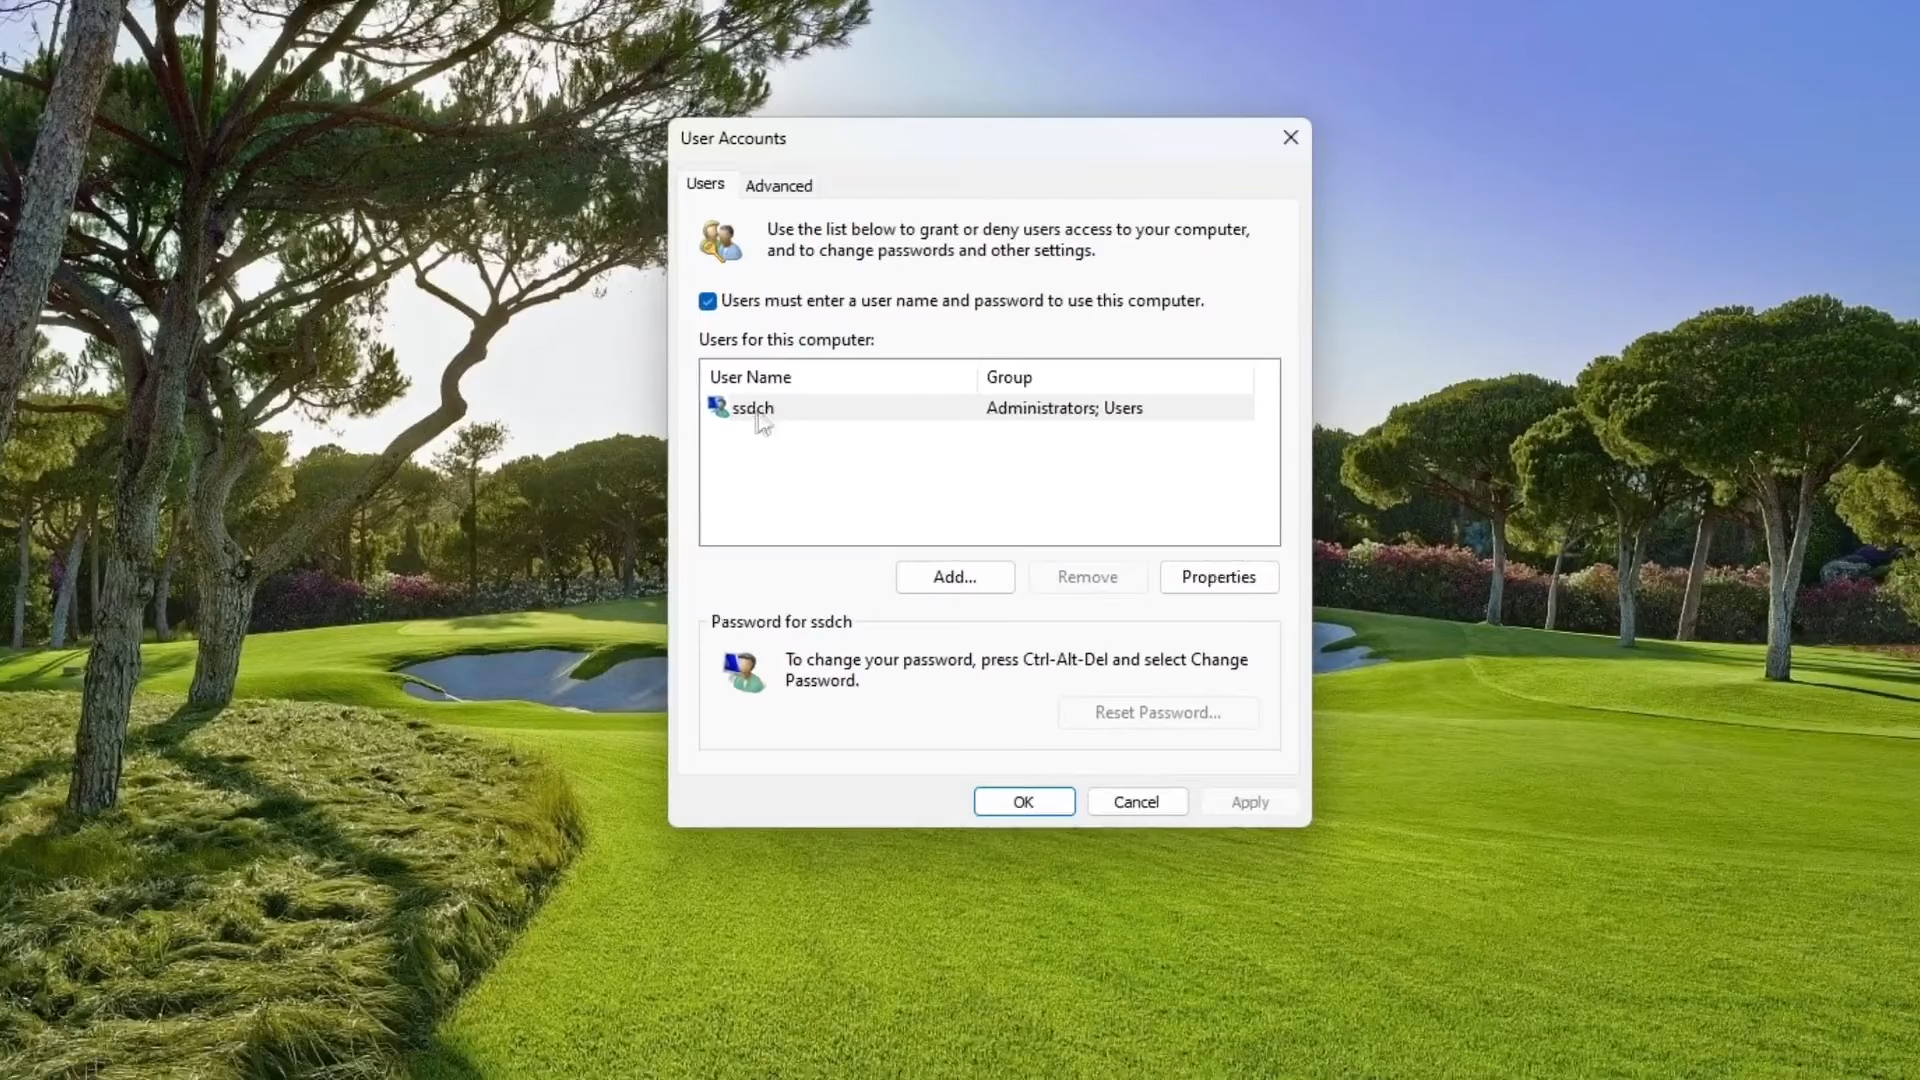 User Accounts
Users
Advanced
Use the list below to grant or deny users access to your computer,
and to change passwords and other settings.
Users must enter a user name and password to use this computer.
Users for this computer:
User Name
Group
ssdch
Administrators; Users
Add...
Remove
Properties
Password for ssdch
To change your password, press Ctrl-Alt-Del and select Change
Password.
Reset Password...
OK
Cancel
Apply